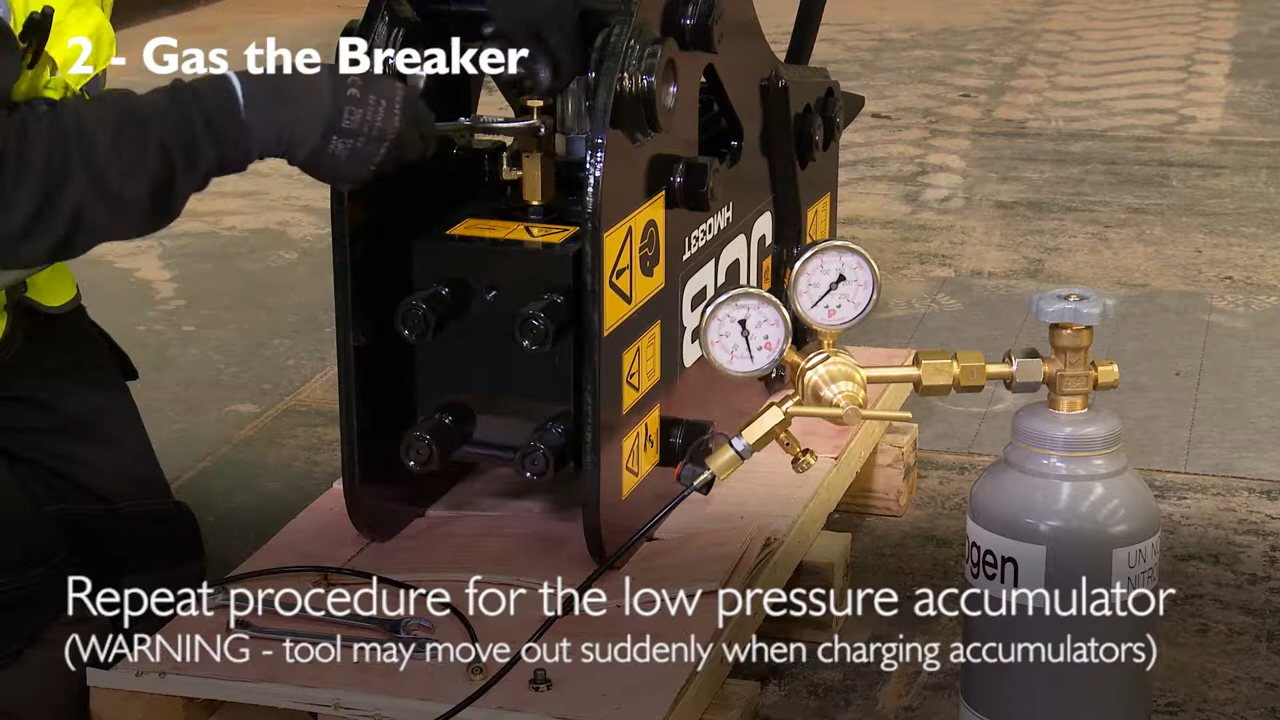 2 - Gas the Breaker
HM033T
JCB
ogen
UN N
NITRO
Repeat procedure for the low pressure accumulator
(WARNING - tool may move out suddenly when charging accumulators)